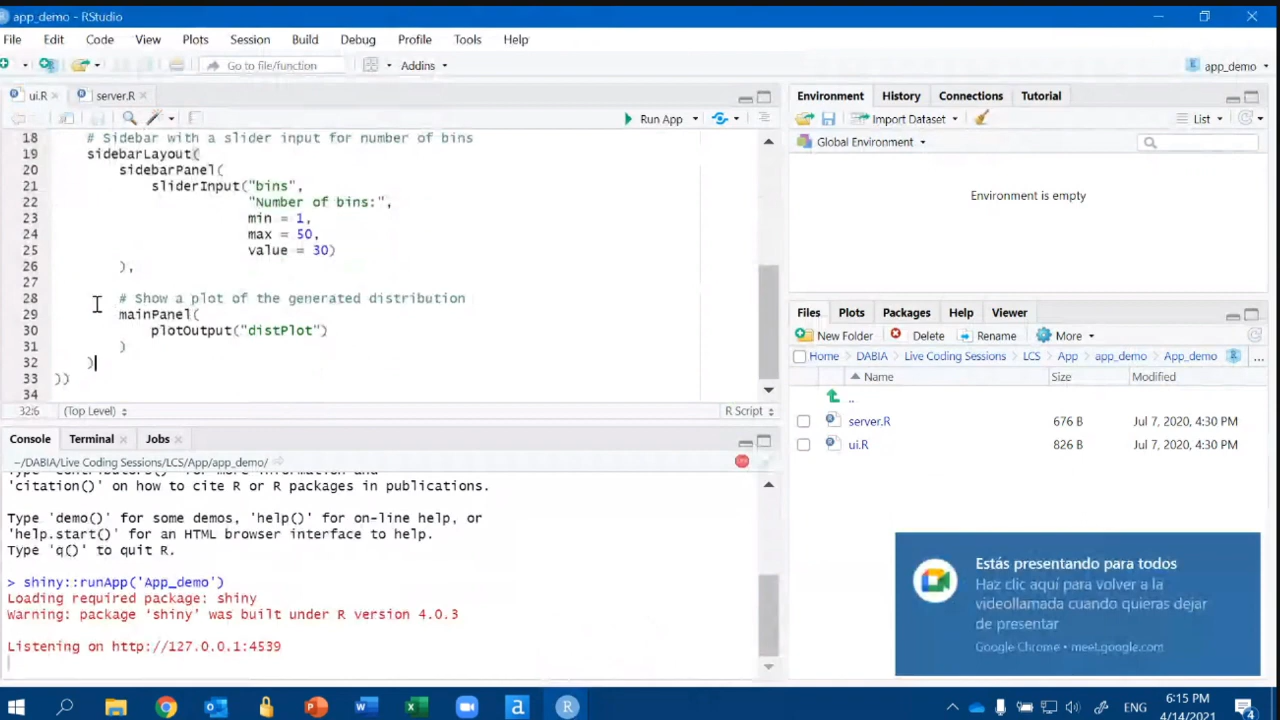 app_demo - RStudio
File Edit Code View Plots Session Build Debug Profile Tools Help
Go to file/function Addins app_demo
ui.R server.R
Run App
18 # Sidebar with a slider input for number of bins
19 sidebarLayout(
20 sidebarPanel(
21 sliderInput("bins",
22 "Number of bins:",
23 min = 1,
24 max = 50,
25 value = 30)
26 ),
27
28 # Show a plot of the generated distribution
29 mainPanel(
30 plotOutput("distPlot")
31 )
32 )
33 ))
34
32:6 (Top Level) R Script
Console Terminal Jobs
~/DABIA/Live Coding Sessions/LCS/App/app_demo/
'citation()' on how to cite R or R packages in publications.
Type 'demo()' for some demos, 'help()' for on-line help, or
'help.start()' for an HTML browser interface to help.
Type 'q()' to quit R.
> shiny::runApp('App_demo')
Loading required package: shiny
Warning: package ‘shiny’ was built under R version 4.0.3
Listening on http://127.0.0.1:4539
Environment History Connections Tutorial
Import Dataset List
Global Environment
Environment is empty
Files Plots Packages Help Viewer
New Folder Delete Rename More
Home DABIA Live Coding Sessions LCS App app_demo App_demo ...
Name Size Modified
..
server.R 676 B Jul 7, 2020, 4:30 PM
ui.R 826 B Jul 7, 2020, 4:30 PM
Estás presentando para todos
Haz clic aquí para volver a la
videollamada cuando quieras dejar
de presentar
Google Chrome • meet.google.com
ENG
6:15 PM
4/14/2021
4